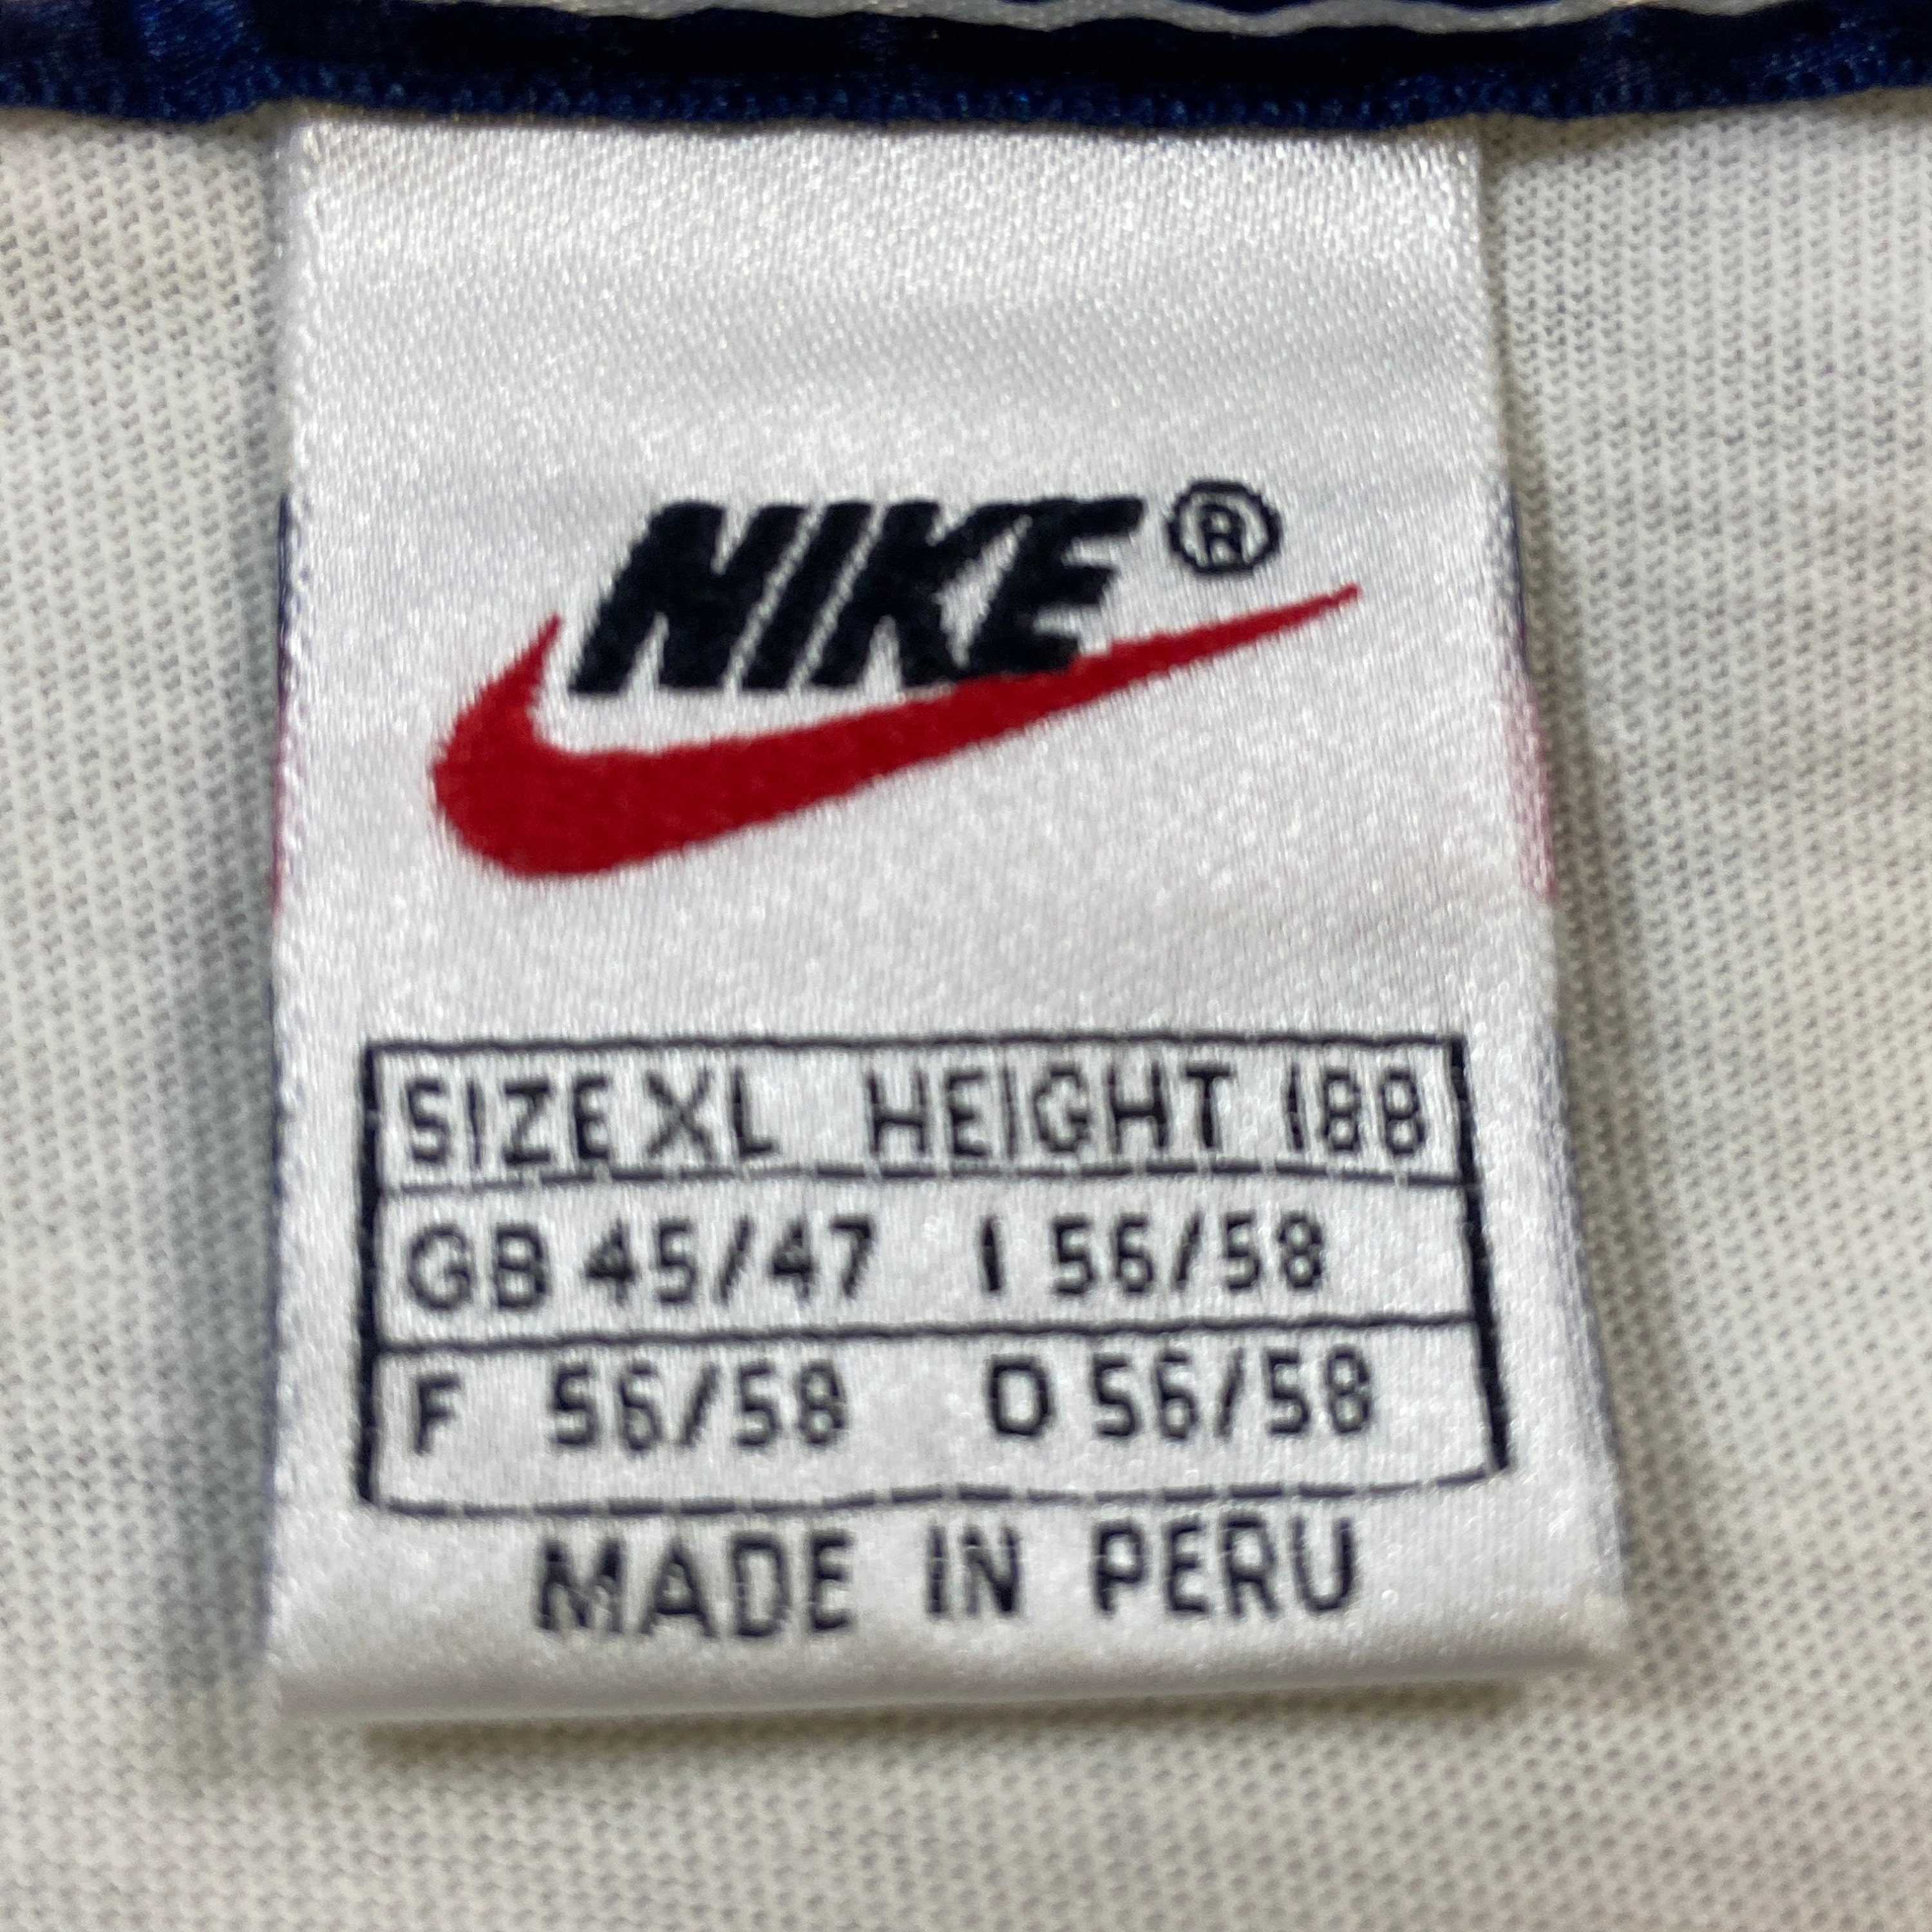 NIKE®
SIZE XL HEIGHT 188
GB 45/47 I 56/58
F 56/58 D 56/58
MADE IN PERU